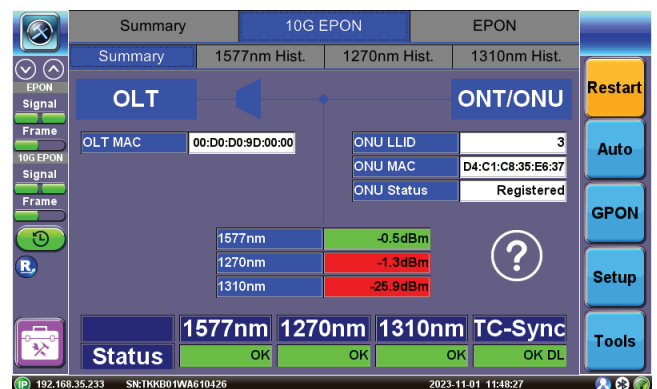 Summary 10G EPON EPON
Summary 1577nm Hist. 1270nm Hist. 1310nm Hist.
EPON
Signal
Frame
10G EPON
Signal
Frame
R
OLT ONT/ONU
OLT MAC 00:D0:D0:9D:00:00
ONU LLID 3
ONU MAC D4:C1:C8:35:E6:37
ONU Status Registered
1577nm -0.5dBm
1270nm -1.3dBm
1310nm -25.9dBm
?
1577nm 1270nm 1310nm TC-Sync
Status OK OK OK OK DL
Restart
Auto
GPON
Setup
Tools
IP 192.168.35.233 SN:TKKB01WA610426 2023-11-01 11:48:27